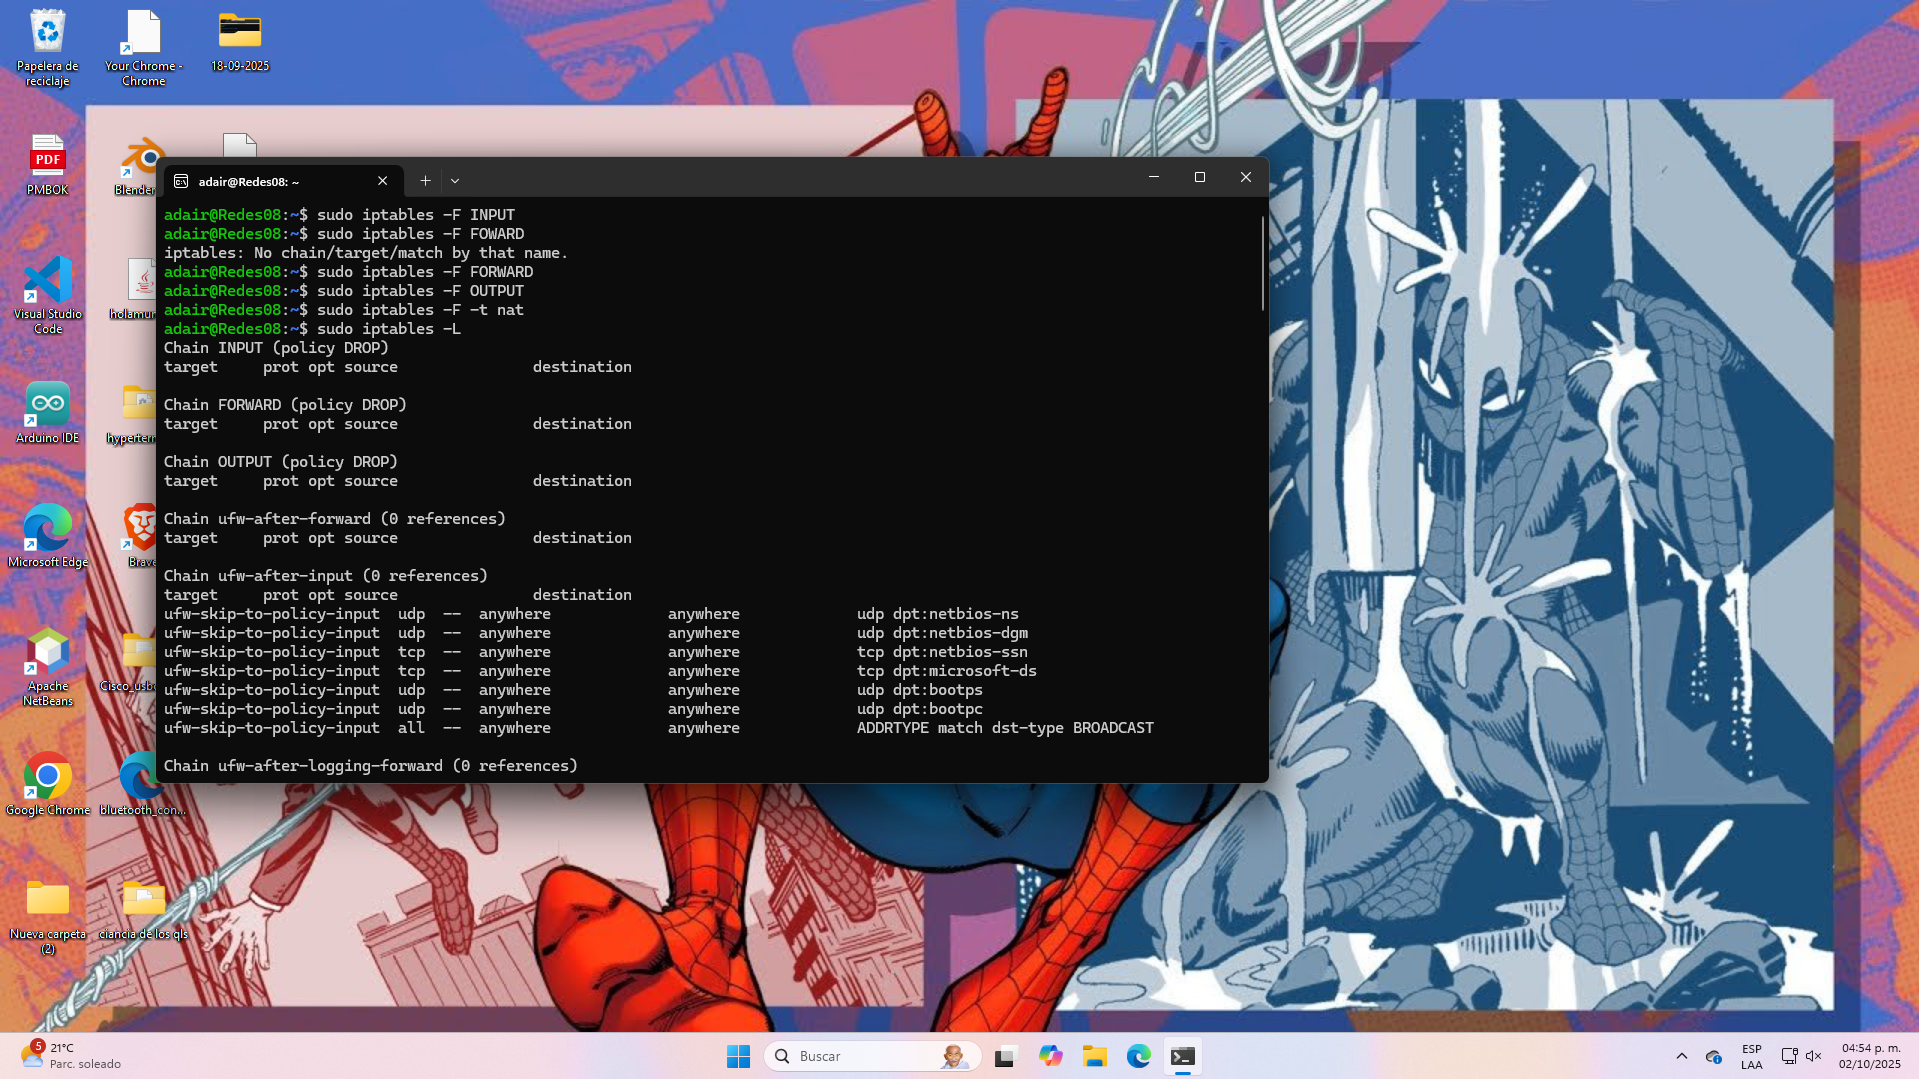 Papelera de
reciclaje
Your Chrome -
Chrome
18-09-2025
PDF
PMBOK
Blender
Visual Studio
Code
holamun
Arduino IDE
hyperterr
Microsoft Edge
Brave
Apache
NetBeans
Cisco_usbc
Google Chrome
bluetooth_con...
Nueva carpeta
(2)
ciancia de los qls
adair@Redes08: ~
adair@Redes08:~$ sudo iptables -F INPUT
adair@Redes08:~$ sudo iptables -F FOWARD
iptables: No chain/target/match by that name.
adair@Redes08:~$ sudo iptables -F FORWARD
adair@Redes08:~$ sudo iptables -F OUTPUT
adair@Redes08:~$ sudo iptables -F -t nat
adair@Redes08:~$ sudo iptables -L
Chain INPUT (policy DROP)
target     prot opt source               destination
Chain FORWARD (policy DROP)
target     prot opt source               destination
Chain OUTPUT (policy DROP)
target     prot opt source               destination
Chain ufw-after-forward (0 references)
target     prot opt source               destination
Chain ufw-after-input (0 references)
target     prot opt source               destination
ufw-skip-to-policy-input  udp  --  anywhere             anywhere             udp dpt:netbios-ns
ufw-skip-to-policy-input  udp  --  anywhere             anywhere             udp dpt:netbios-dgm
ufw-skip-to-policy-input  tcp  --  anywhere             anywhere             tcp dpt:netbios-ssn
ufw-skip-to-policy-input  tcp  --  anywhere             anywhere             tcp dpt:microsoft-ds
ufw-skip-to-policy-input  udp  --  anywhere             anywhere             udp dpt:bootps
ufw-skip-to-policy-input  udp  --  anywhere             anywhere             udp dpt:bootpc
ufw-skip-to-policy-input  all  --  anywhere             anywhere             ADDRTYPE match dst-type BROADCAST
Chain ufw-after-logging-forward (0 references)
5
21°C
Parc. soleado
Buscar
ESP
LAA
04:54 p. m.
02/10/2025